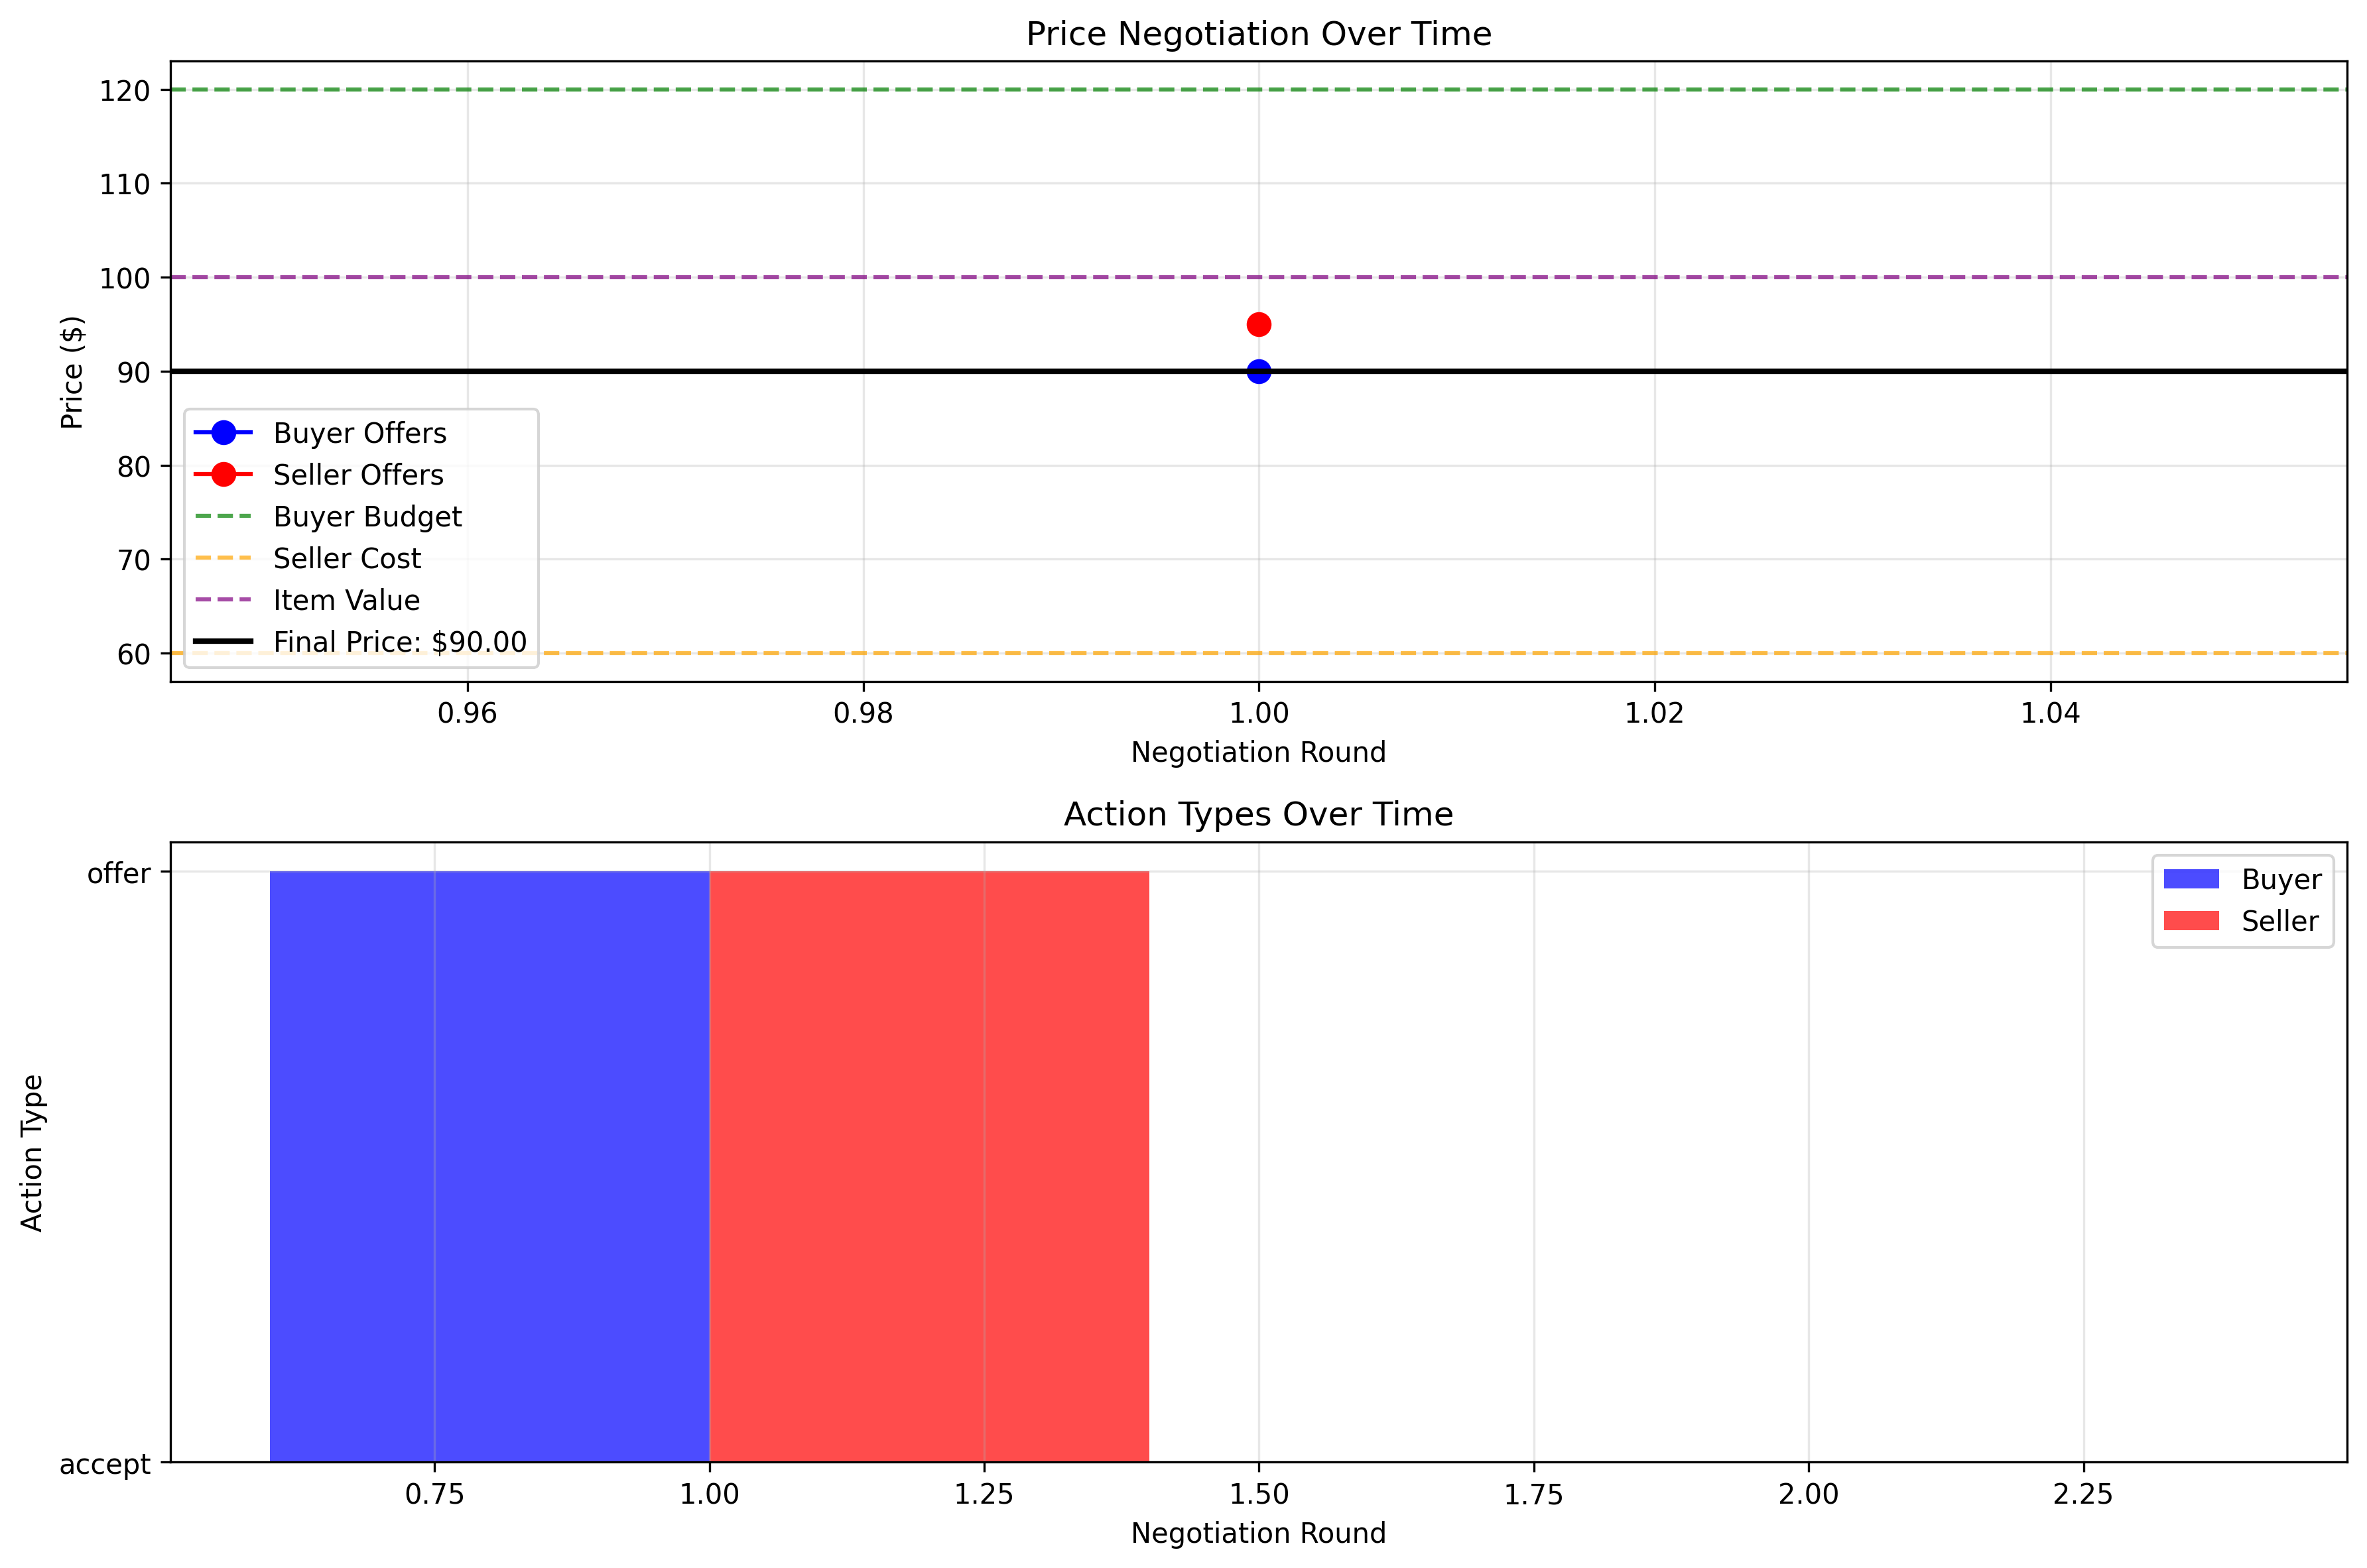 Price Negotiation Over Time
120
110
100
90
80
70
60
Price ($)
Buyer Offers
Seller Offers
Buyer Budget
Seller Cost
Item Value
Final Price: $90.00
0.96 0.98 1.00 1.02 1.04
Negotiation Round
Action Types Over Time
offer
accept
Action Type
Buyer
Seller
0.75 1.00 1.25 1.50 1.75 2.00 2.25
Negotiation Round